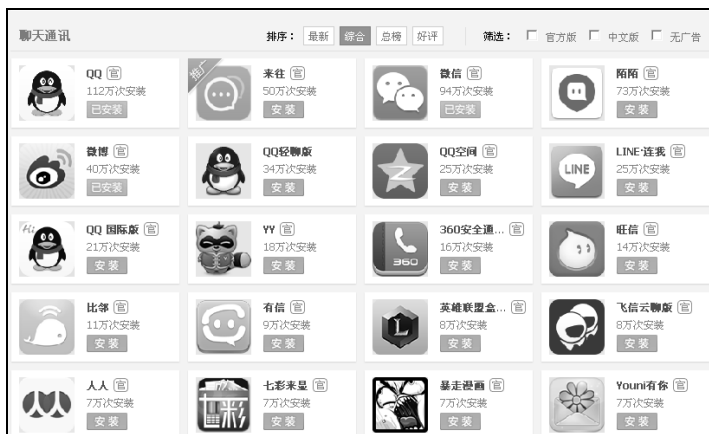 聊天通讯 排序： 最新 综合 总榜 好评 筛选： 官方版 中文版 无广告
QQ 官
112万次安装
已安装
推广
来往 官
50万次安装
安装
微信 官
94万次安装
已安装
陌陌 官
73万次安装
安装
微博 官
40万次安装
已安装
QQ轻聊版
34万次安装
安装
QQ空间 官
25万次安装
安装
LINE
LINE·连我 官
25万次安装
安装
Hi
QQ 国际版 官
21万次安装
安装
YY 官
18万次安装
安装
360
360安全通... 官
16万次安装
安装
旺信 官
14万次安装
安装
比邻 官
11万次安装
安装
有信 官
9万次安装
安装
L
英雄联盟盒... 官
8万次安装
安装
飞信云聊版 官
8万次安装
安装
人人 官
7万次安装
安装
七彩
七彩来显 官
7万次安装
安装
暴走漫画 官
7万次安装
安装
Youni有你 官
7万次安装
安装